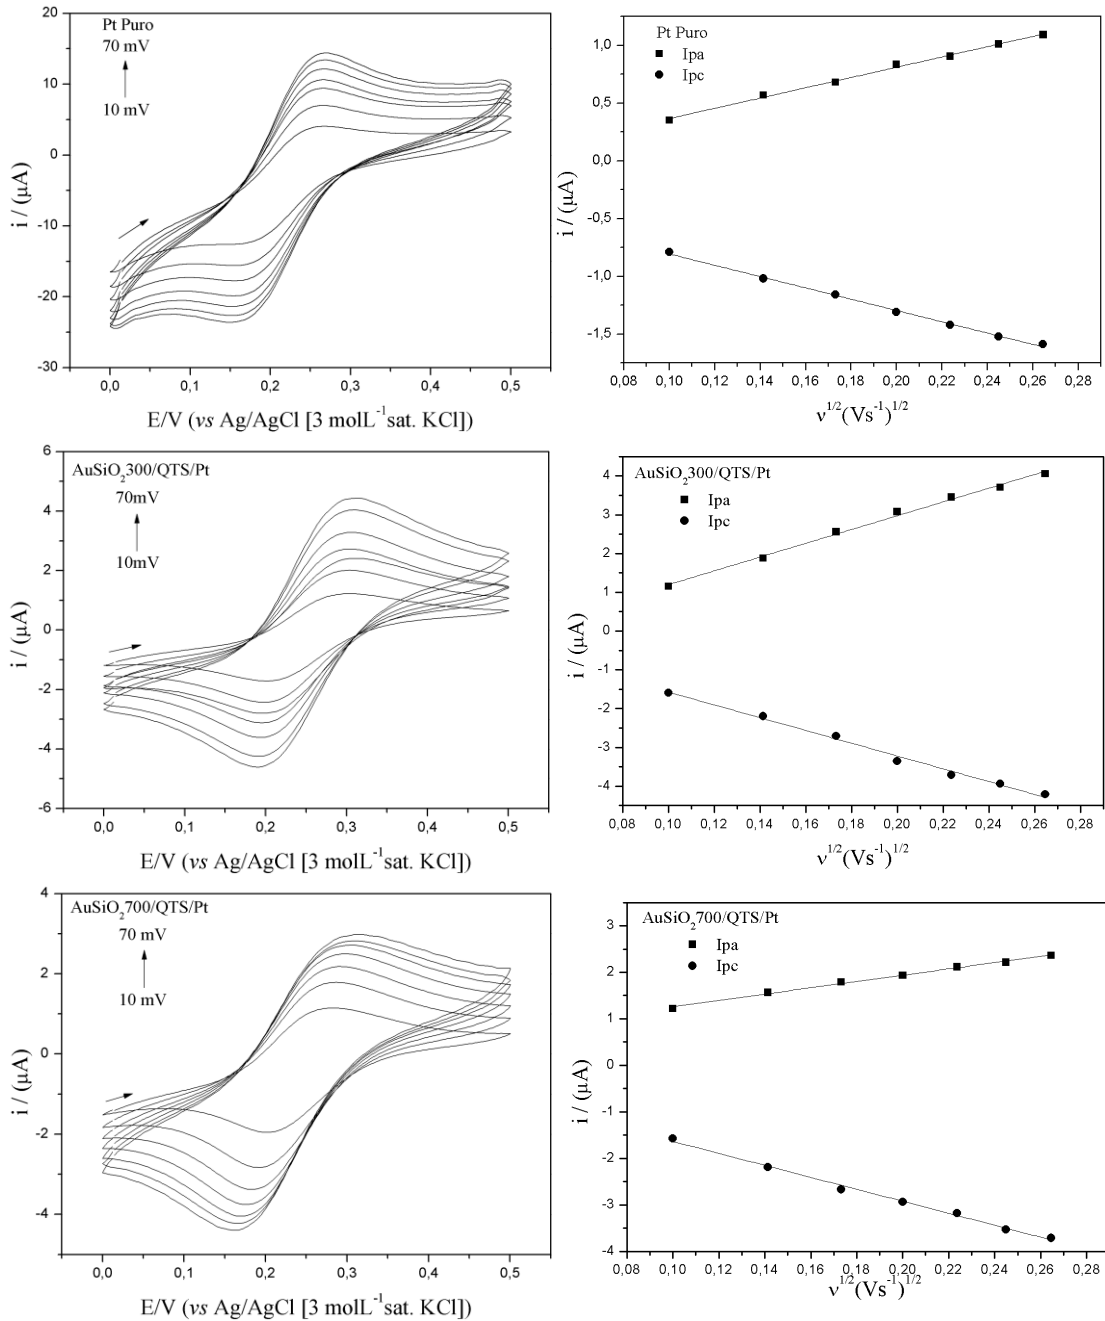 Pt Puro
70 mV
10 mV
20
10
0
-10
-20
-30
0,0 0,1 0,2 0,3 0,4 0,5
i / (μA)
E/V (vs Ag/AgCl [3 molL⁻¹sat. KCl])
Pt Puro
Ipa
Ipc
1,0
0,5
0,0
-0,5
-1,0
-1,5
0,08 0,10 0,12 0,14 0,16 0,18 0,20 0,22 0,24 0,26 0,28
i / (μA)
ν^1/2(Vs⁻¹)^1/2
AuSiO₂300/QTS/Pt
70mV
10mV
6
4
2
0
-2
-4
-6
0,0 0,1 0,2 0,3 0,4 0,5
i / (μA)
E/V (vs Ag/AgCl [3 molL⁻¹sat. KCl])
AuSiO₂300/QTS/Pt
Ipa
Ipc
4
3
2
1
0
-1
-2
-3
-4
0,08 0,10 0,12 0,14 0,16 0,18 0,20 0,22 0,24 0,26 0,28
i / (μA)
ν^1/2(Vs⁻¹)^1/2
AuSiO₂700/QTS/Pt
70 mV
10 mV
4
2
0
-2
-4
0,0 0,1 0,2 0,3 0,4 0,5
i / (μA)
E/V (vs Ag/AgCl [3 molL⁻¹sat. KCl])
AuSiO₂700/QTS/Pt
Ipa
Ipc
3
2
1
0
-1
-2
-3
-4
0,08 0,10 0,12 0,14 0,16 0,18 0,20 0,22 0,24 0,26 0,28
i / (μA)
ν^1/2(Vs⁻¹)^1/2